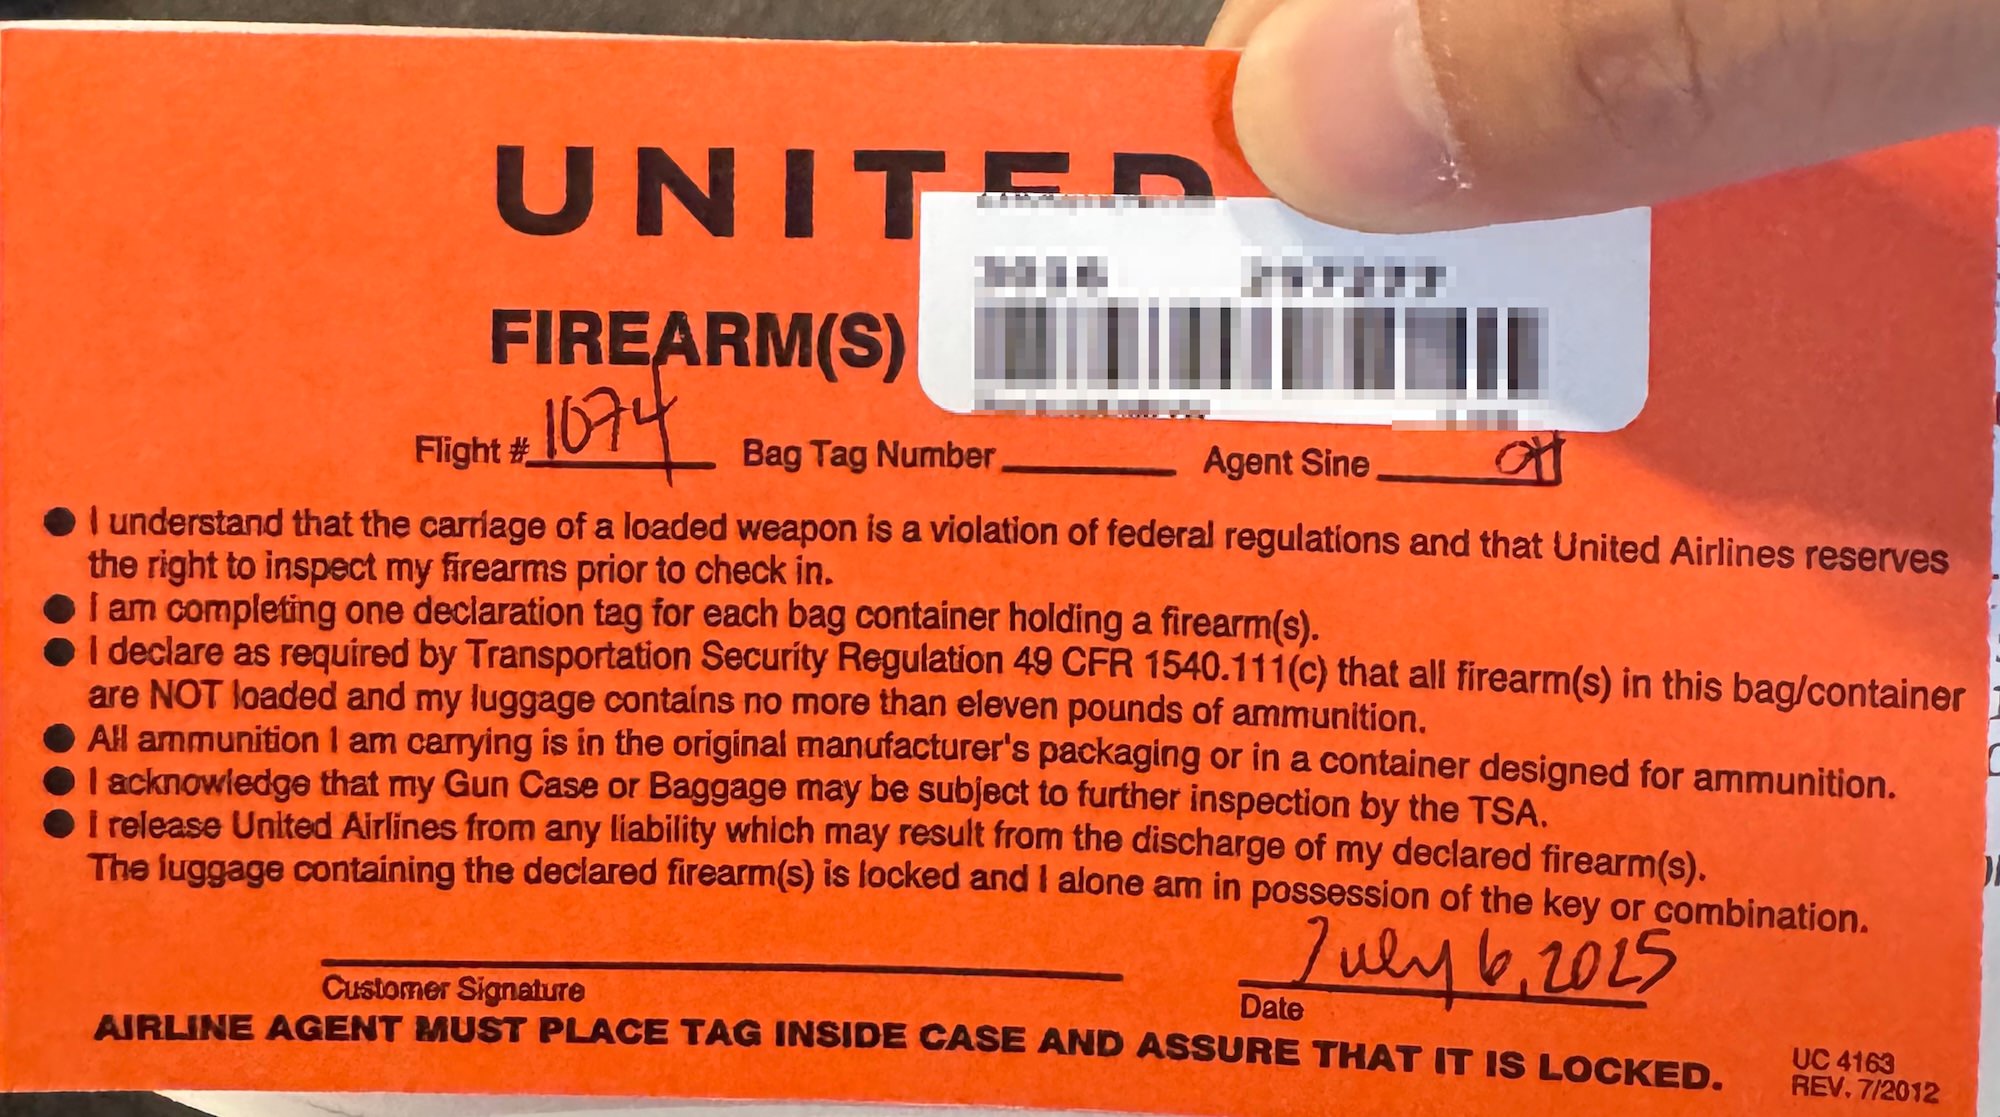 UNITED
FIREARM(S)
Flight # 1074 Bag Tag Number Agent Sine
● I understand that the carriage of a loaded weapon is a violation of federal regulations and that United Airlines reserves
the right to inspect my firearms prior to check in.
● I am completing one declaration tag for each bag container holding a firearm(s).
● I declare as required by Transportation Security Regulation 49 CFR 1540.111(c) that all firearm(s) in this bag/container
are NOT loaded and my luggage contains no more than eleven pounds of ammunition.
● All ammunition I am carrying is in the original manufacturer's packaging or in a container designed for ammunition.
● I acknowledge that my Gun Case or Baggage may be subject to further inspection by the TSA.
● I release United Airlines from any liability which may result from the discharge of my declared firearm(s).
The luggage containing the declared firearm(s) is locked and I alone am in possession of the key or combination.
July 6, 2025
Customer Signature Date
AIRLINE AGENT MUST PLACE TAG INSIDE CASE AND ASSURE THAT IT IS LOCKED.
UC 4163
REV. 7/2012